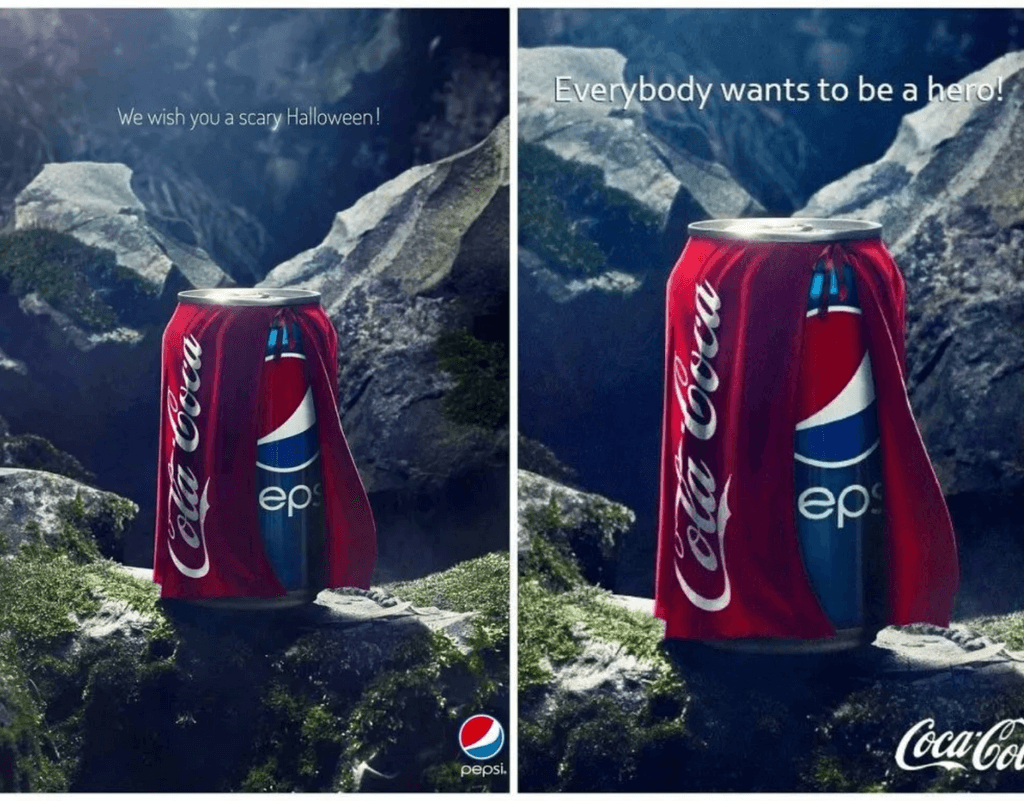 We wish you a scary Halloween!
Cola Coca
eps
pepsi.
Everybody wants to be a hero!
Cola Coca
eps
Coca-Col